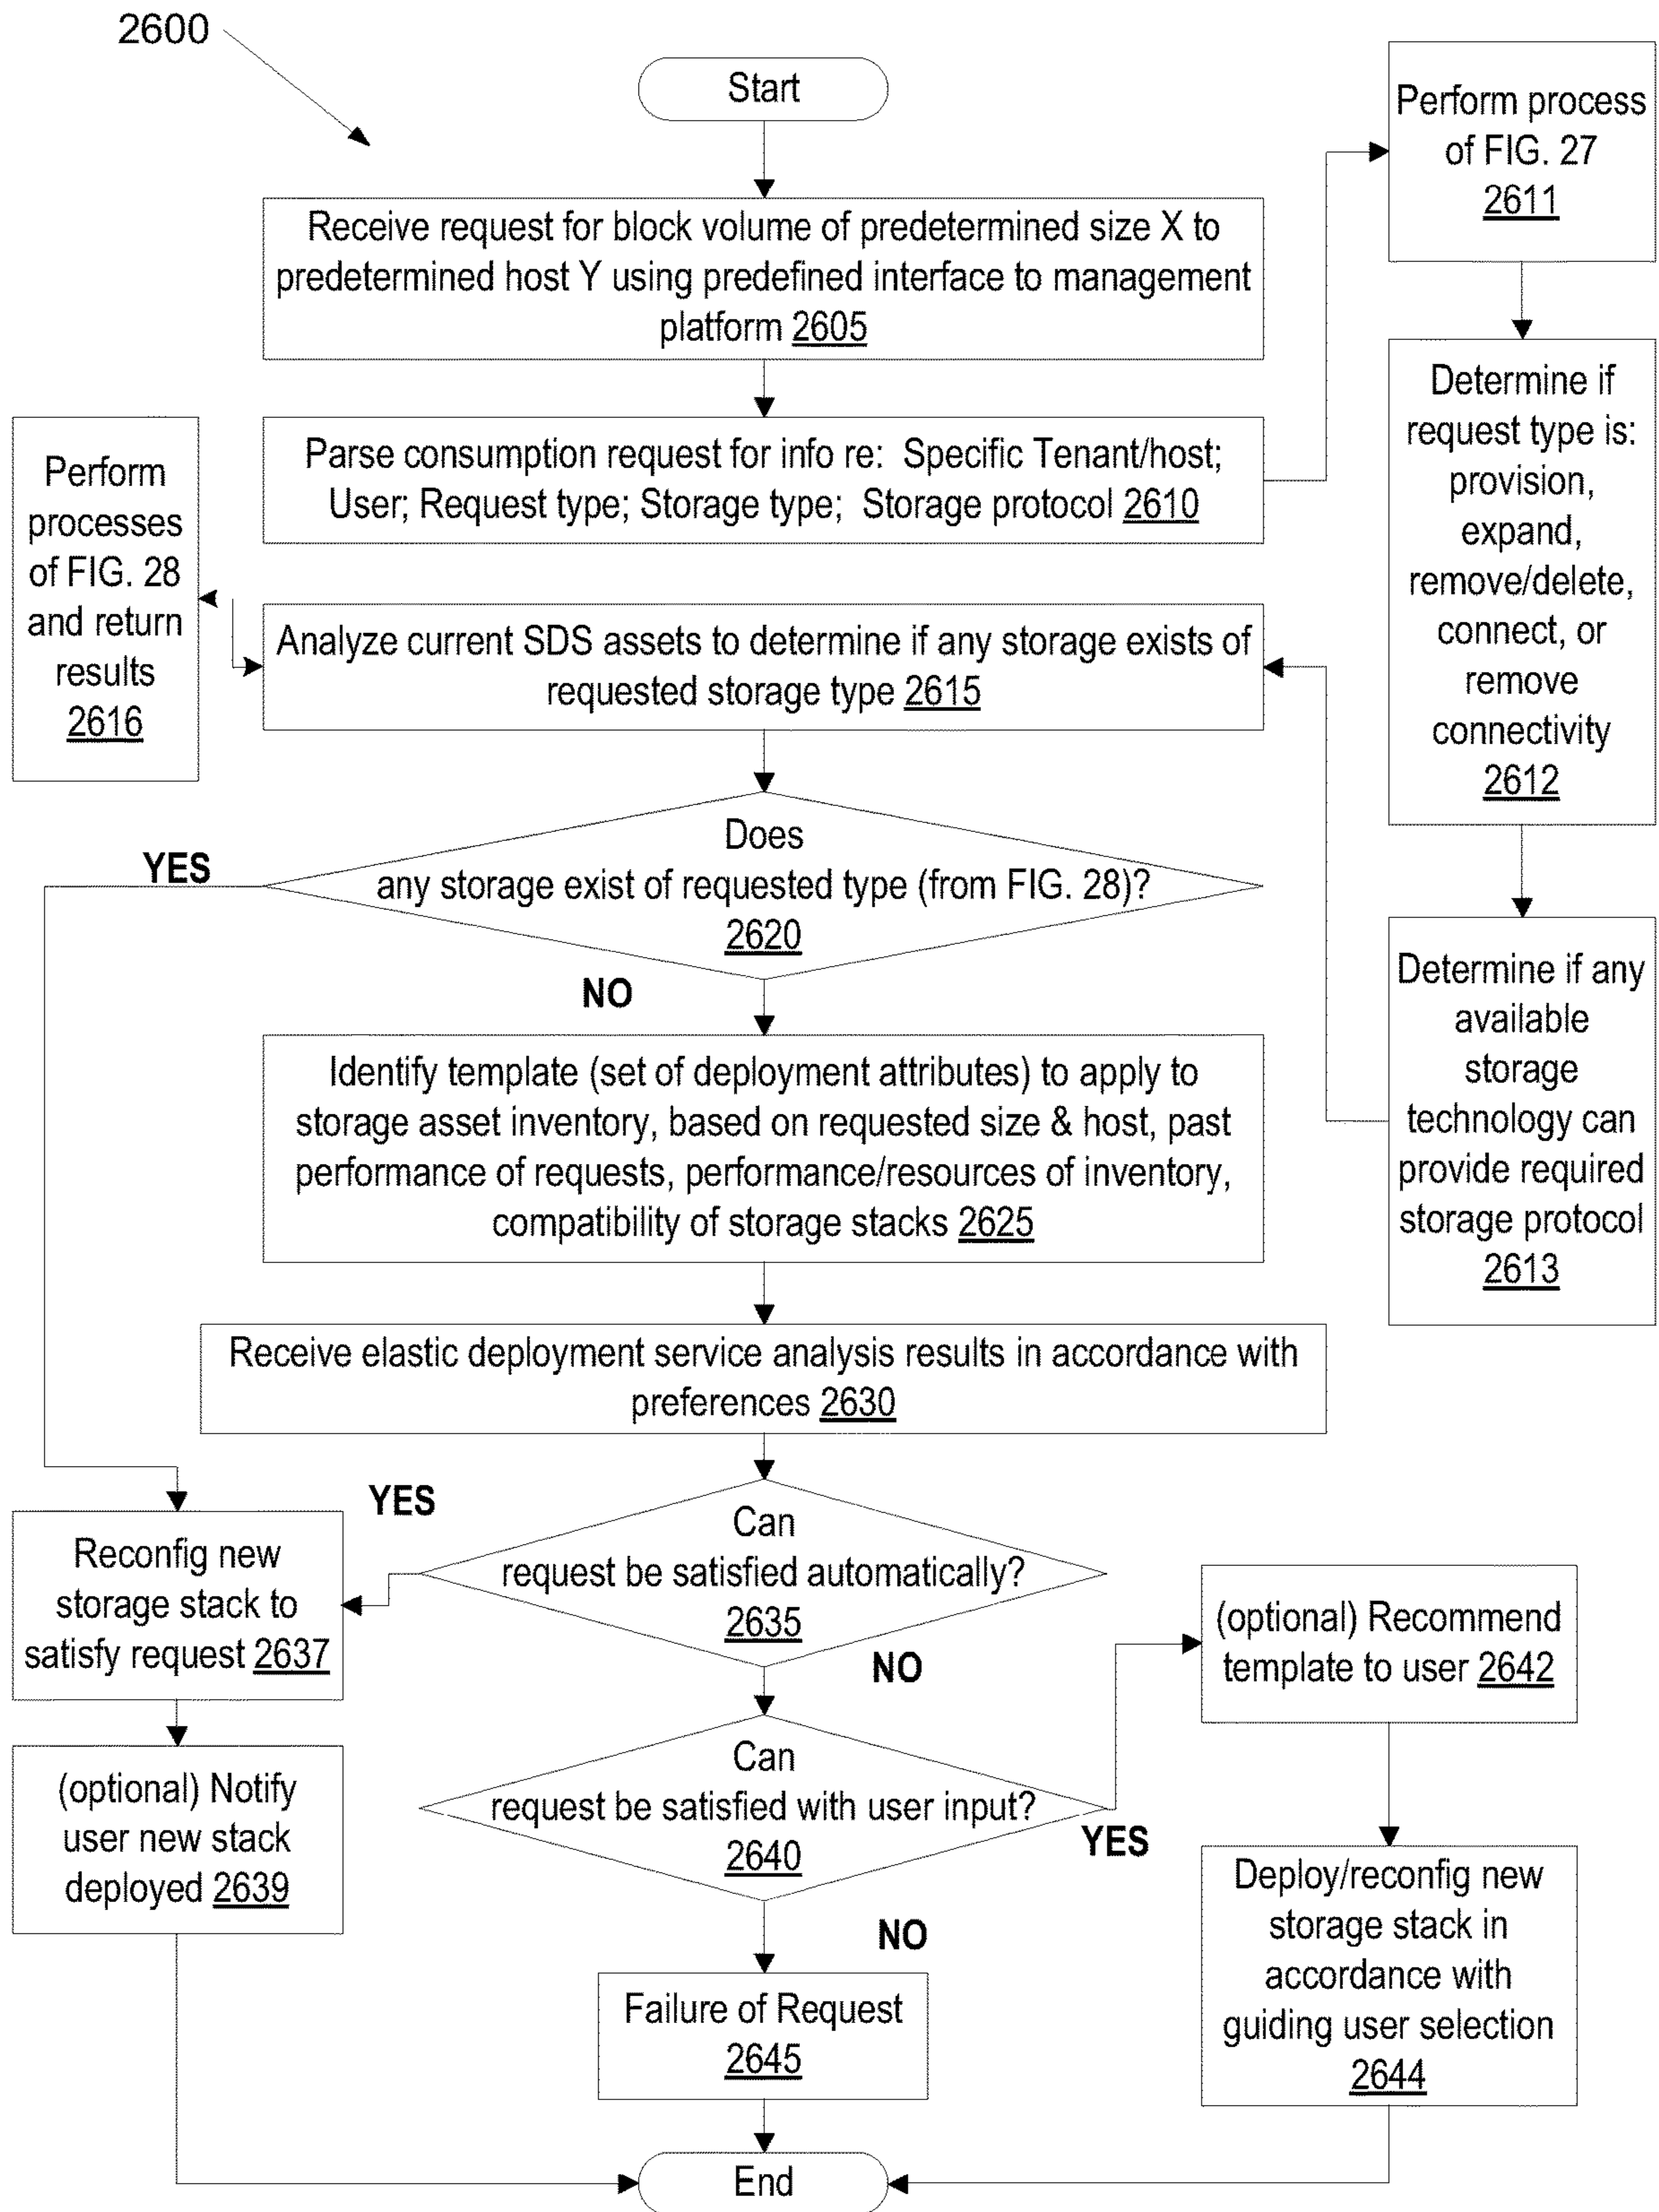 2600
Start
Receive request for block volume of predetermined size X to
predetermined host Y using predefined interface to management
platform 2605
Parse consumption request for info re: Specific Tenant/host;
User; Request type; Storage type; Storage protocol 2610
Perform process
of FIG. 27
2611
Determine if
request type is:
provision,
expand,
remove/delete,
connect, or
remove
connectivity
2612
Determine if any
available
storage
technology can
provide required
storage protocol
2613
Analyze current SDS assets to determine if any storage exists of
requested storage type 2615
Perform
processes
of FIG. 28
and return
results
2616
Does
any storage exist of requested type (from FIG. 28)?
2620
YES
NO
Identify template (set of deployment attributes) to apply to
storage asset inventory, based on requested size & host, past
performance of requests, performance/resources of inventory,
compatibility of storage stacks 2625
Receive elastic deployment service analysis results in accordance with
preferences 2630
Can
request be satisfied automatically?
2635
YES
NO
Reconfig new
storage stack to
satisfy request 2637
(optional) Notify
user new stack
deployed 2639
Can
request be satisfied with user input?
2640
YES
NO
(optional) Recommend
template to user 2642
Deploy/reconfig new
storage stack in
accordance with
guiding user selection
2644
Failure of Request
2645
End